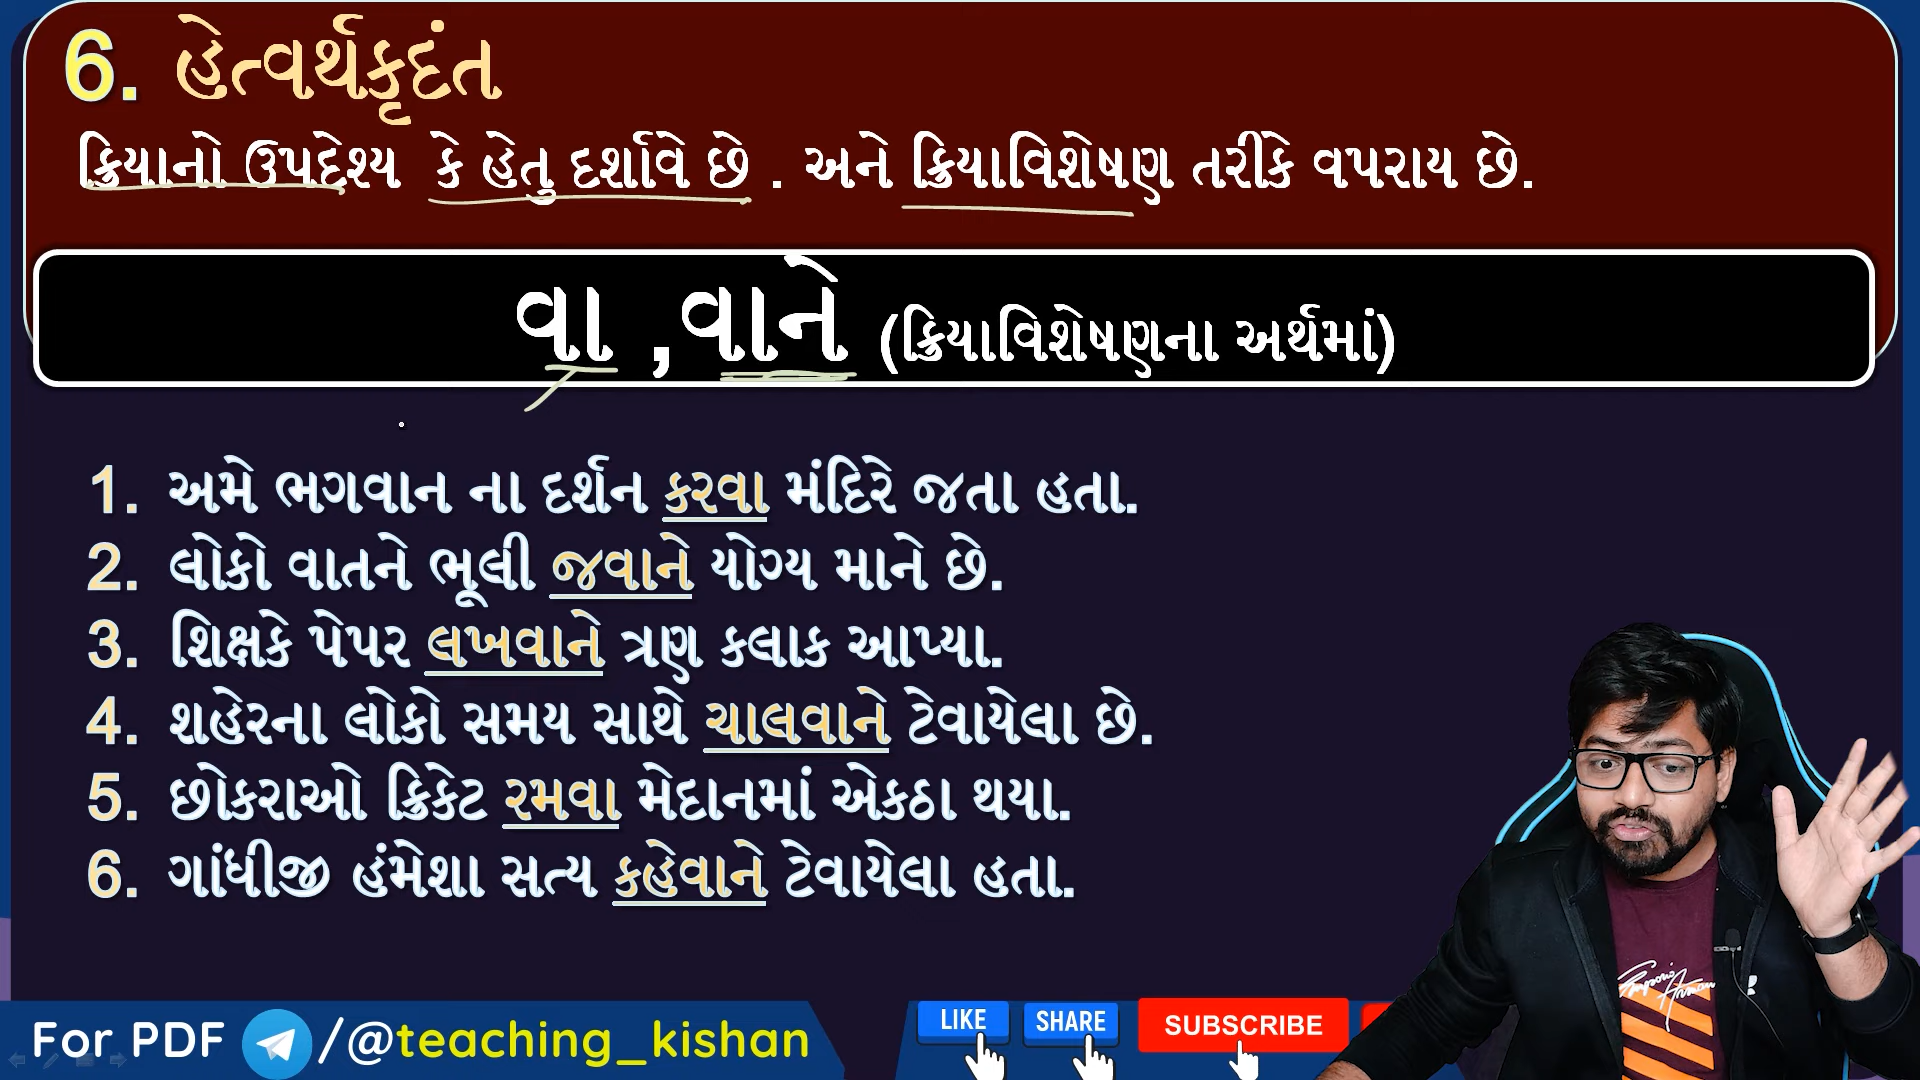 6. હેત્વર્થકૃદંત
ક્રિયાનો ઉપદેશ્ય કે હેતુ દર્શાવે છે . અને ક્રિયાવિશેષણ તરીકે વપરાય છે.
વા ,વાને (ક્રિયાવિશેષણના અર્થમાં)
1. અમે ભગવાન ના દર્શન કરવા મંદિરે જતા હતા.
2. લોકો વાતને ભૂલી જવાને યોગ્ય માને છે.
3. શિક્ષકે પેપર લખવાને ત્રણ કલાક આપ્યા.
4. શહેરના લોકો સમય સાથે ચાલવાને ટેવાયેલા છે.
5. છોકરાઓ ક્રિકેટ રમવા મેદાનમાં એકઠા થયા.
6. ગાંધીજી હંમેશા સત્ય કહેવાને ટેવાયેલા હતા.
For PDF /@teaching_kishan
LIKE SHARE SUBSCRIBE